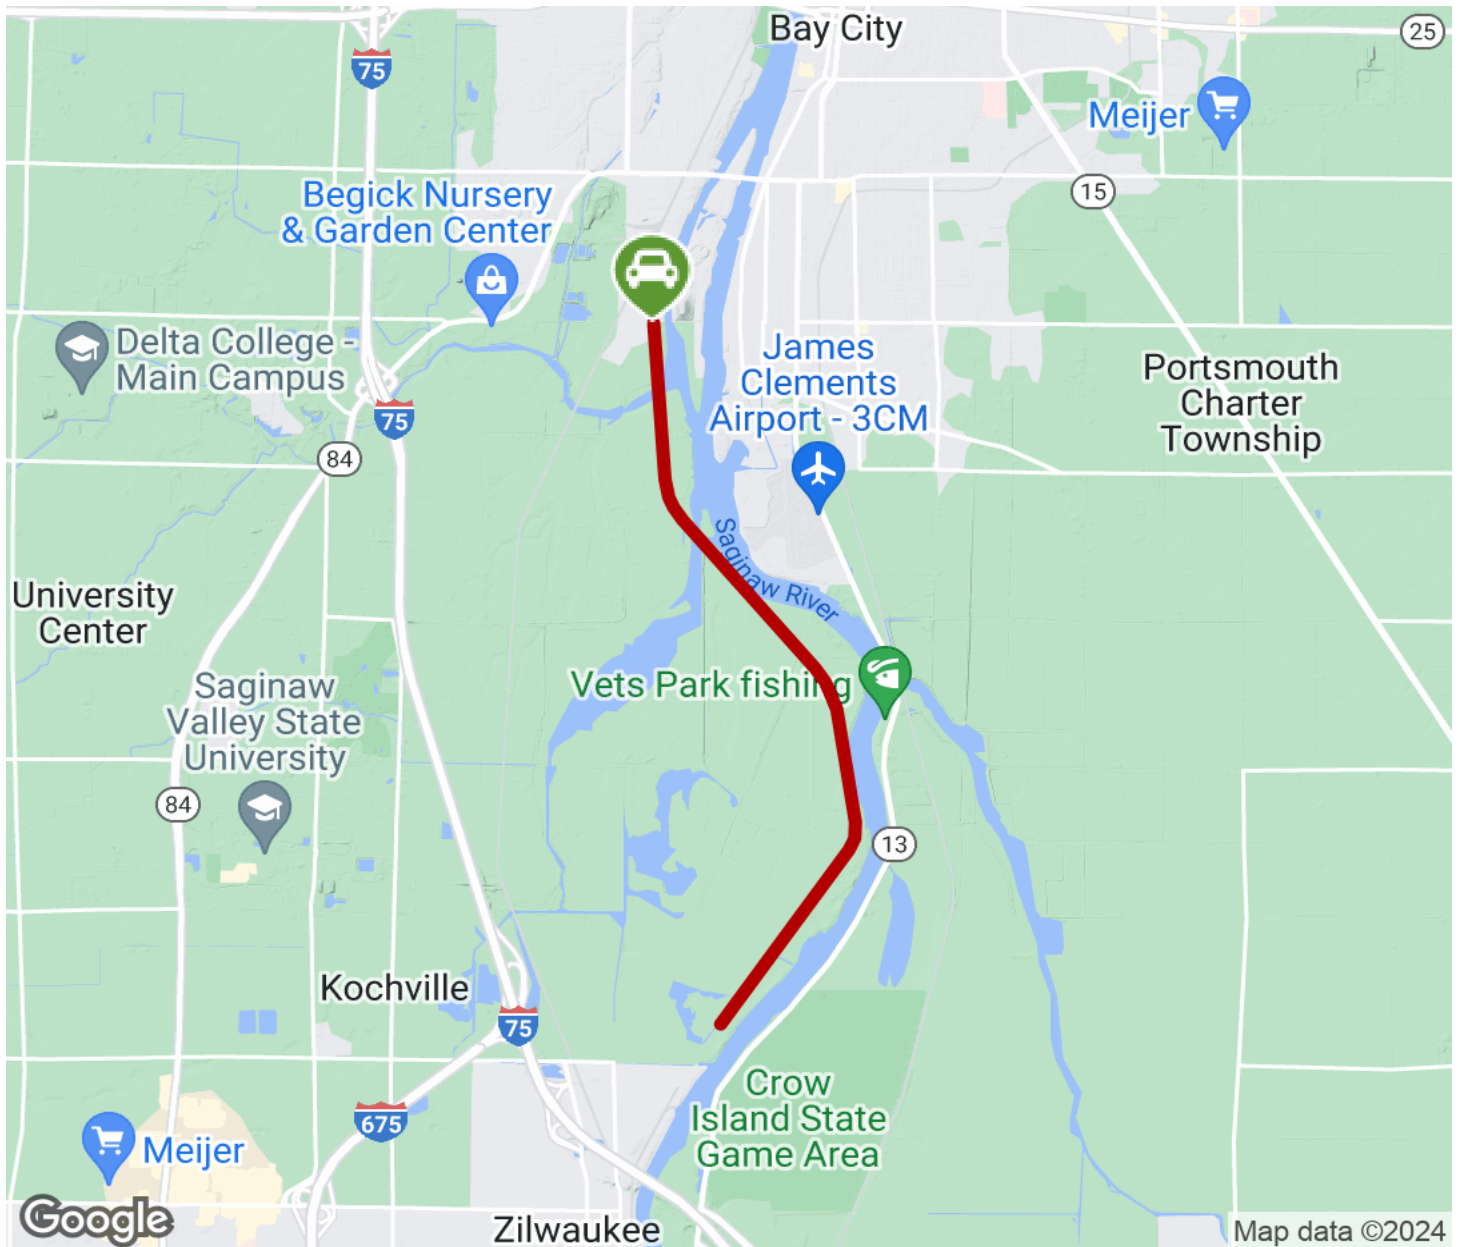 Bay City
25
75
Meijer
15
Begick Nursery
& Garden Center
Delta College -
Main Campus
James
Clements
Airport - 3CM
Portsmouth
Charter
Township
75
84
Saginaw River
University
Center
Vets Park fishing
Saginaw
Valley State
University
84
13
Kochville
75
Crow
Island State
Game Area
675
Meijer
Google
Zilwaukee
Map data ©2024